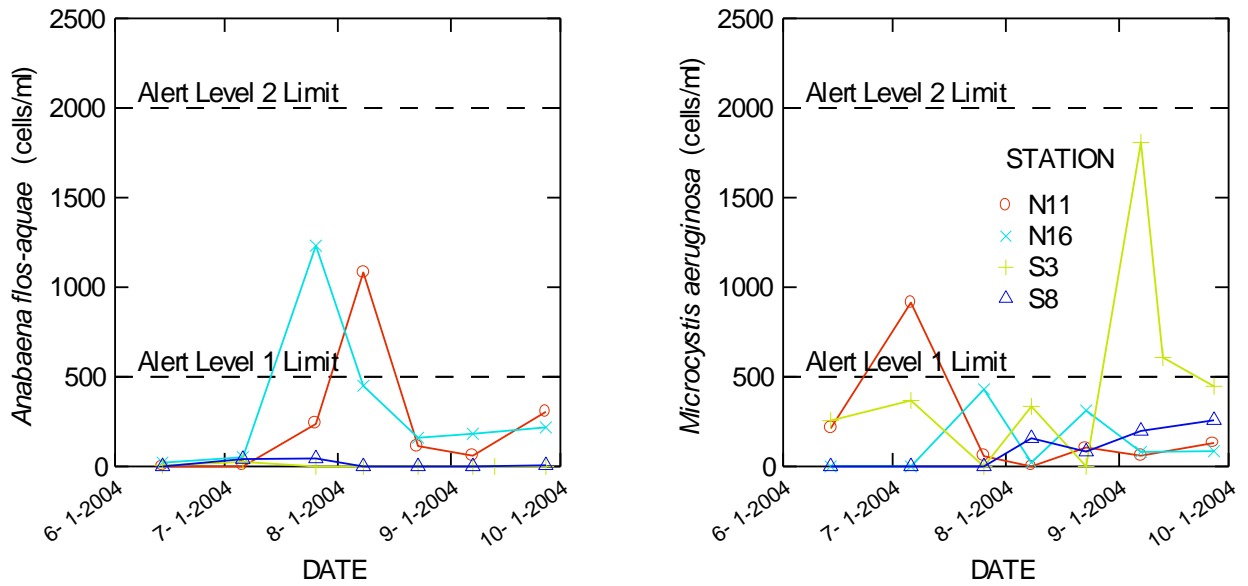 Anabaena flos-aquae (cells/ml)
2500
2000
1500
1000
500
0
Alert Level 2 Limit
Alert Level 1 Limit
6- 1-2004
7- 1-2004
8- 1-2004
9- 1-2004
10- 1-2004
DATE
Microcystis aeruginosa (cells/ml)
2500
2000
1500
1000
500
0
Alert Level 2 Limit
STATION
N11
N16
S3
S8
Alert Level 1 Limit
6- 1-2004
7- 1-2004
8- 1-2004
9- 1-2004
10- 1-2004
DATE